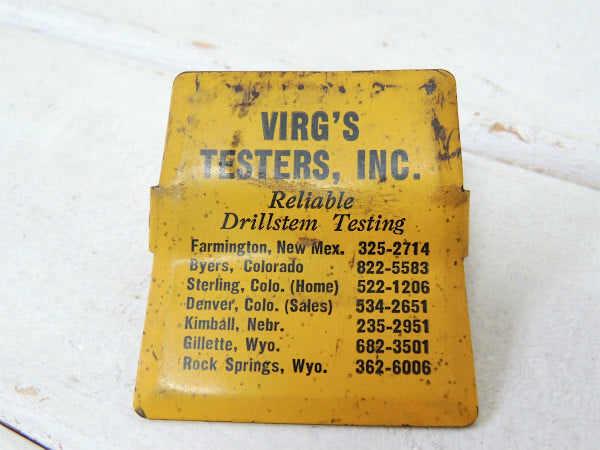 VIRG'S
TESTERS, INC.
Reliable
Drillstem Testing
Farmington, New Mex. 325-2714
Byers, Colorado 822-5583
Sterling, Colo. (Home) 522-1206
Denver, Colo. (Sales) 534-2651
Kimball, Nebr. 235-2951
Gillette, Wyo. 682-3501
Rock Springs, Wyo. 362-6006